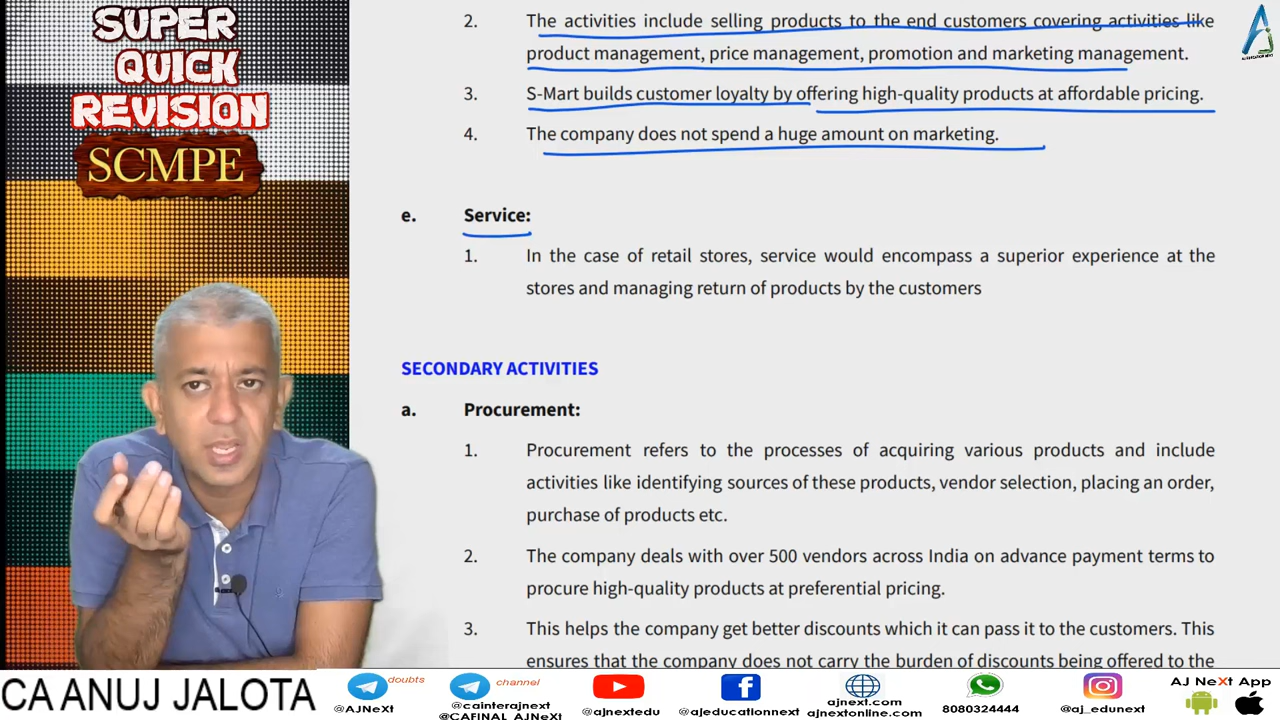 SUPER
QUICK
REVISION
SCMPE
2. The activities include selling products to the end customers covering activities like
product management, price management, promotion and marketing management.
3. S-Mart builds customer loyalty by offering high-quality products at affordable pricing.
4. The company does not spend a huge amount on marketing.
e. Service:
1. In the case of retail stores, service would encompass a superior experience at the
stores and managing return of products by the customers
SECONDARY ACTIVITIES
a. Procurement:
1. Procurement refers to the processes of acquiring various products and include
activities like identifying sources of these products, vendor selection, placing an order,
purchase of products etc.
2. The company deals with over 500 vendors across India on advance payment terms to
procure high-quality products at preferential pricing.
3. This helps the company get better discounts which it can pass it to the customers. This
ensures that the company does not carry the burden of discounts being offered to the
CA ANUJ JALOTA
doubts
@AJNeXt
channel
@cainterajnext
@CAFINAL_AJNeXt
@ajnextedu
@ajeducationnext
ajnext.com
ajnextonline.com
8080324444
@aj_edunext
AJ NeXt App